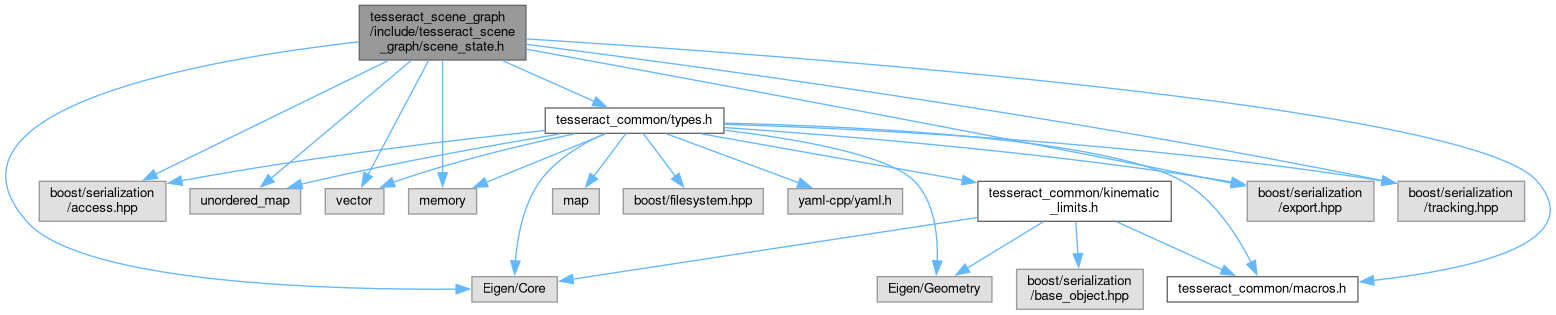 tesseract_scene_graph
/include/tesseract_scene
_graph/scene_state.h
tesseract_common/types.h
boost/serialization
/access.hpp
unordered_map
vector
memory
map
boost/filesystem.hpp
yaml-cpp/yaml.h
tesseract_common/kinematic
_limits.h
boost/serialization
/export.hpp
boost/serialization
/tracking.hpp
Eigen/Core
Eigen/Geometry
boost/serialization
/base_object.hpp
tesseract_common/macros.h